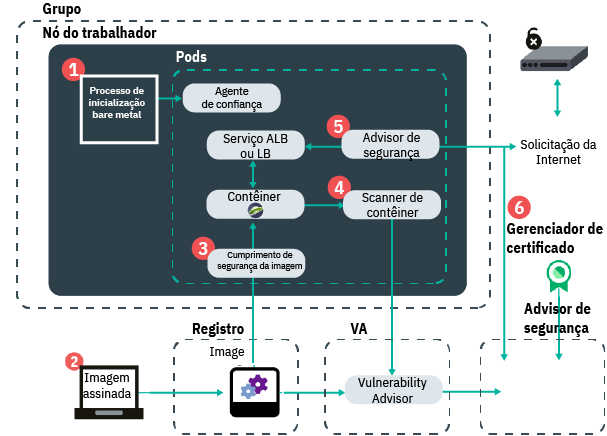 Grupo
Nó do trabalhador
Pods
1
Processo de
inicialização
bare metal
Agente
de confiança
5
Serviço ALB
ou LB
Advisor de
segurança
Solicitação da
Internet
4
Contêiner
Scanner de
contêiner
6
Gerenciador de
certificado
3
Cumprimento de
segurança da imagem
Advisor de
segurança
Registro
VA
Image
2
Imagem
assinada
Vulnerability
Advisor